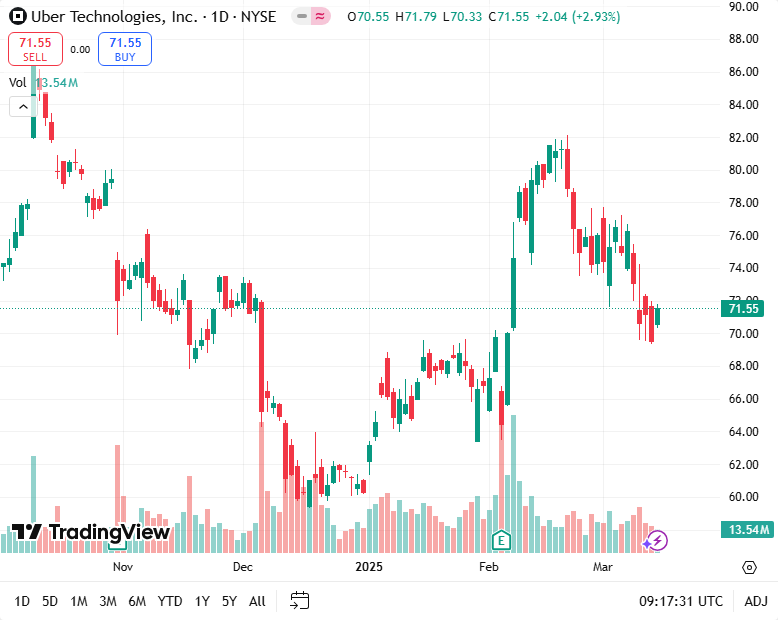 Uber Technologies, Inc. · 1D · NYSE O70.55 H71.79 L70.33 C71.55 +2.04 (+2.93%)
71.55 SELL 0.00 71.55 BUY
Vol 13.54M
90.00
88.00
86.00
84.00
82.00
80.00
78.00
76.00
74.00
72.00
71.55
70.00
68.00
66.00
64.00
62.00
60.00
13.54M
TradingView
E
Nov Dec 2025 Feb Mar
1D 5D 1M 3M 6M YTD 1Y 5Y All 09:17:31 UTC ADJ